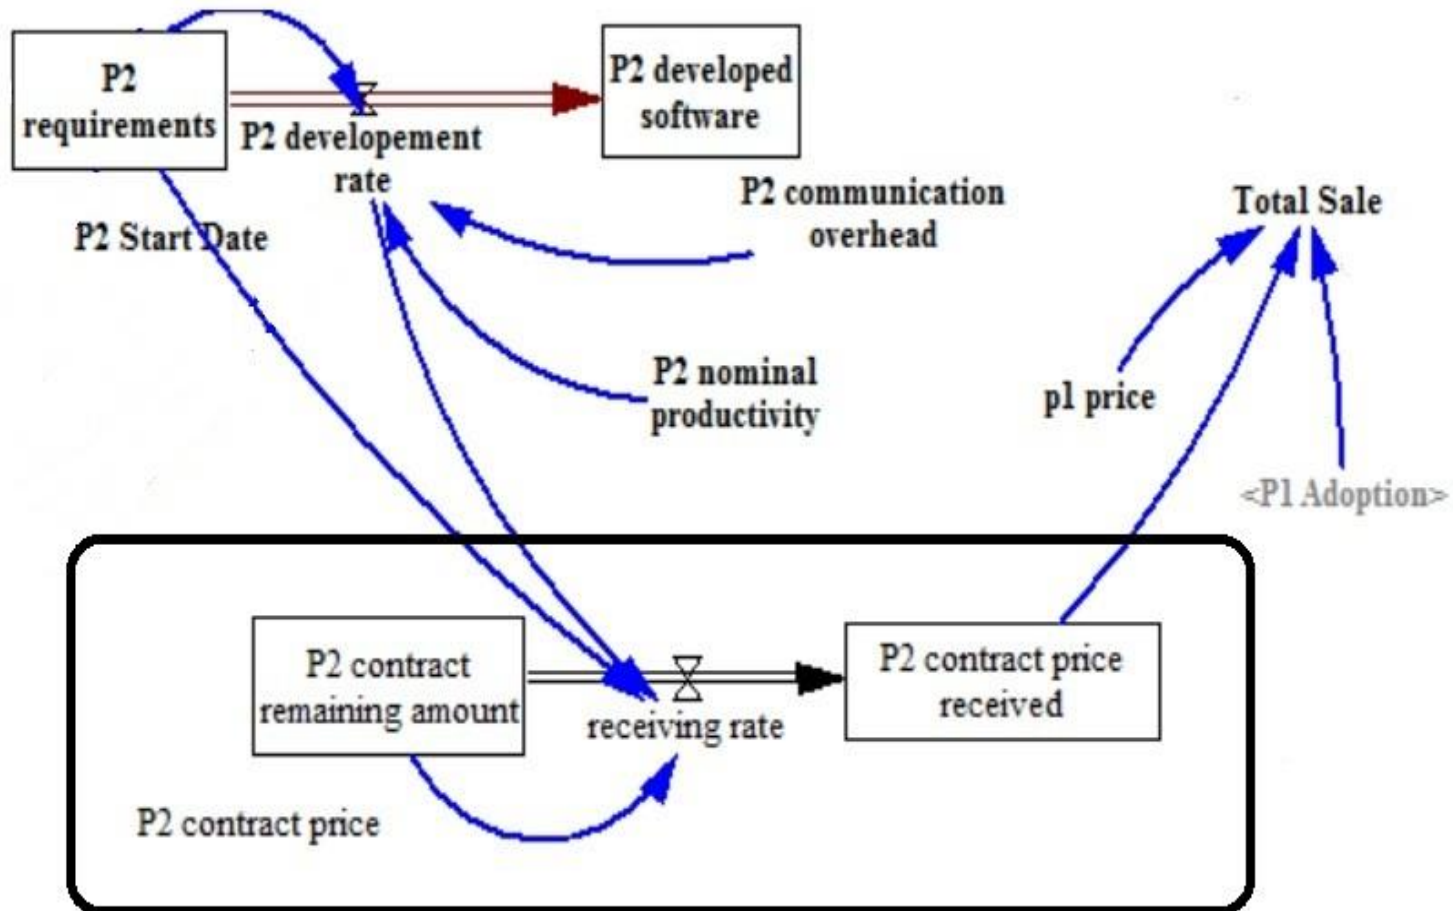 P2
requirements
P2 developed
software
P2 developement
rate
P2 communication
overhead
Total Sale
P2 Start Date
P2 nominal
productivity
p1 price
<P1 Adoption>
P2 contract
remaining amount
P2 contract price
received
receiving rate
P2 contract price